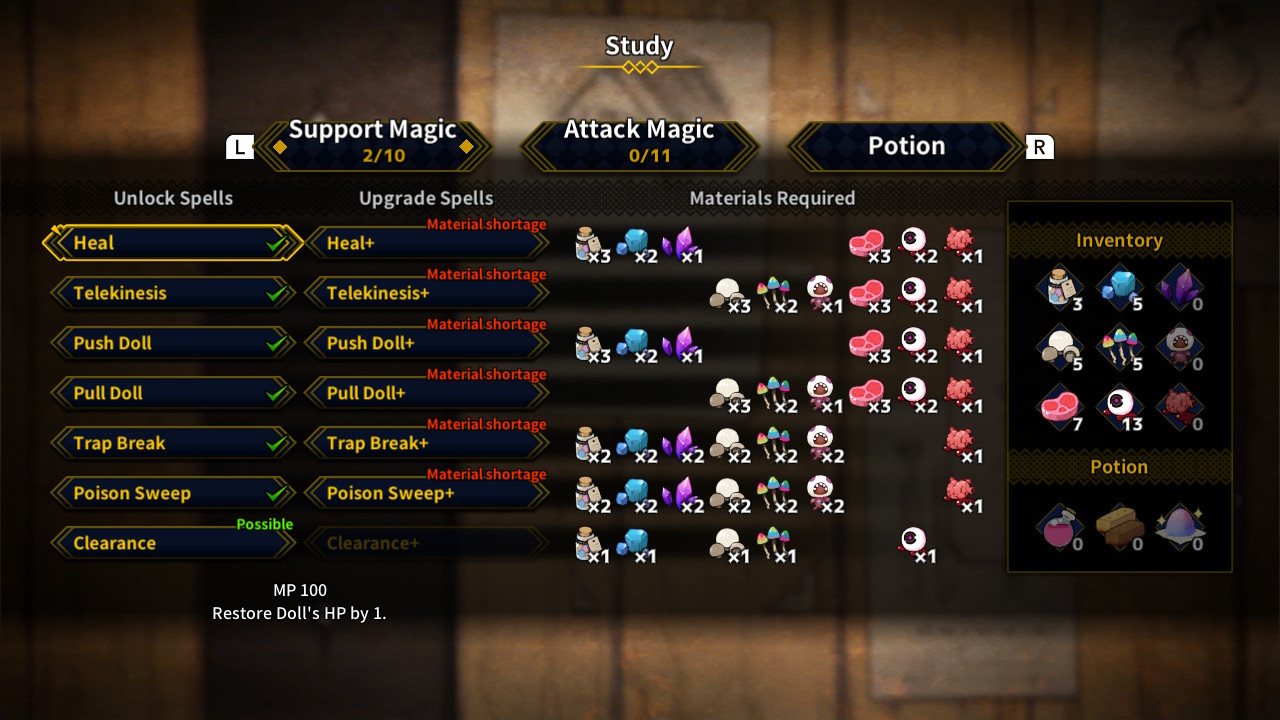 Study
L
Support Magic
2/10
Attack Magic
0/11
Potion
R
Unlock Spells
Upgrade Spells
Materials Required
Inventory
Heal
Material shortage
Heal+
×3 ×2 ×1 ×3 ×2 ×1
Telekinesis
Material shortage
Telekinesis+
×3 ×2 ×1 ×3 ×2 ×1
Push Doll
Material shortage
Push Doll+
×3 ×2 ×1 ×3 ×2 ×1
Pull Doll
Material shortage
Pull Doll+
×3 ×2 ×1 ×3 ×2 ×1
Trap Break
Material shortage
Trap Break+
×2 ×2 ×2 ×2 ×2 ×2 ×1
Poison Sweep
Material shortage
Poison Sweep+
×2 ×2 ×2 ×2 ×2 ×2 ×1
Possible
Clearance
Clearance+
×1 ×1 ×1 ×1 ×1
3 5 0
5 5 0
7 13 0
Potion
0 0 0
MP 100
Restore Doll's HP by 1.